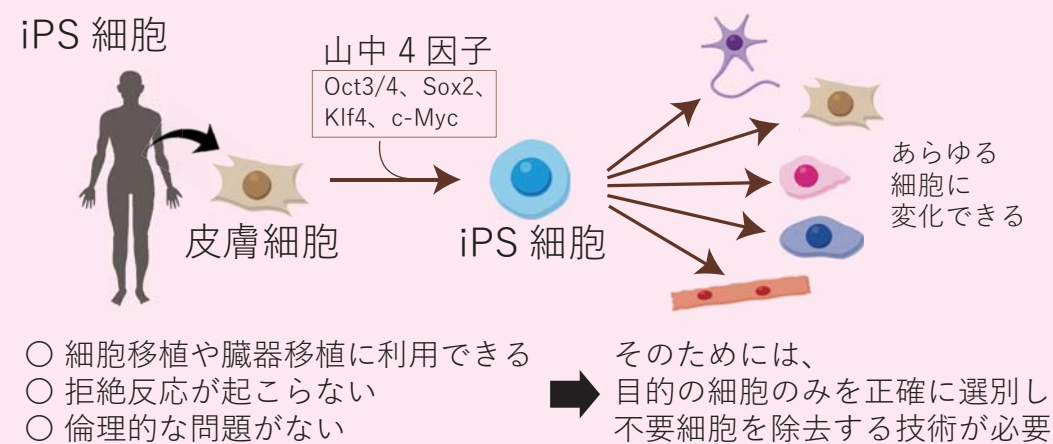 iPS 細胞
山中 4 因子
Oct3/4、Sox2、
Klf4、c-Myc
皮膚細胞
iPS 細胞
あらゆる
細胞に
変化できる
○ 細胞移植や臓器移植に利用できる
○ 拒絶反応が起こらない
○ 倫理的な問題がない
そのためには、
目的の細胞のみを正確に選別し
不要細胞を除去する技術が必要